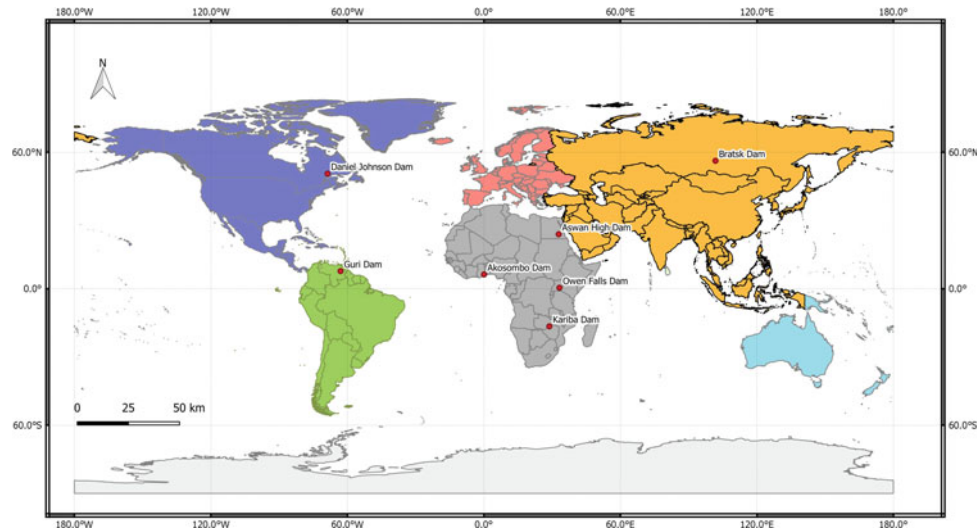 180.0°W 120.0°W 60.0°W 0.0° 60.0°E 120.0°E 180.0°
N
60.0°N 60.0°N
Bratsk Dam
Daniel Johnson Dam
Aswan High Dam
Guri Dam
Akosombo Dam
Owen Falls Dam
0.0° 0.0°
Kariba Dam
0 25 50 km
60.0°S 60.0°S
180.0°W 120.0°W 60.0°W 0.0° 60.0°E 120.0°E 180.0°